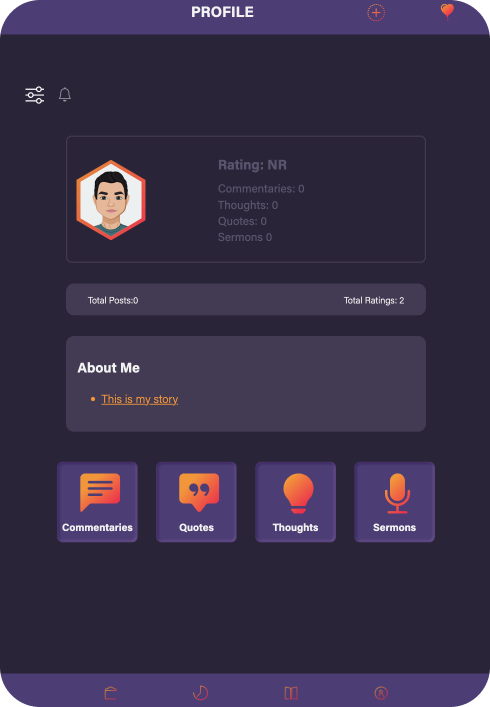 PROFILE
Rating: NR
Commentaries: 0
Thoughts: 0
Quotes: 0
Sermons 0
Total Posts:0
Total Ratings: 2
About Me
• This is my story
Commentaries
Quotes
Thoughts
Sermons